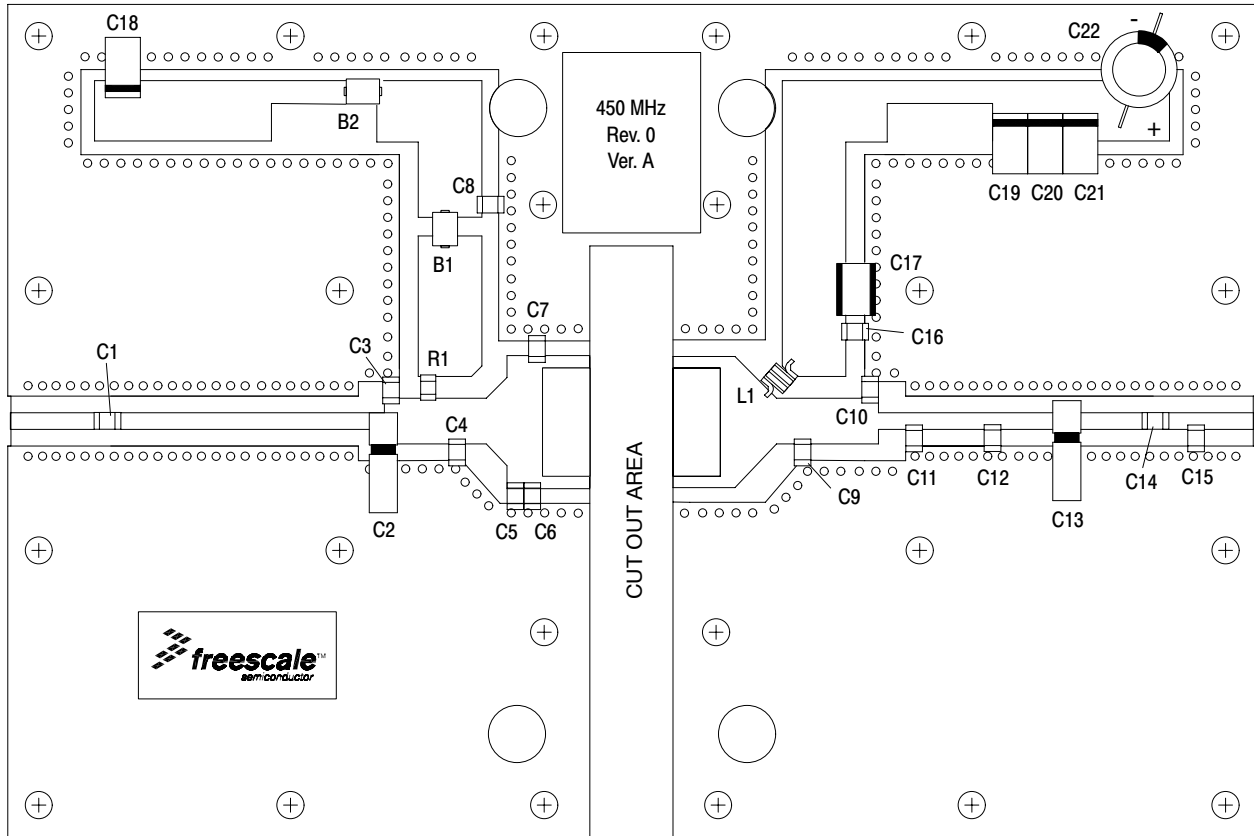 C18
C22
-
+
B2
450 MHz
Rev. 0
Ver. A
C8
C19 C20 C21
B1
C17
C7
C16
C3
R1
C1
L1
C10
C4
C5 C6
C2
C9
C11
C12
C13
C14
C15
CUT OUT AREA
freescale™
semiconductor